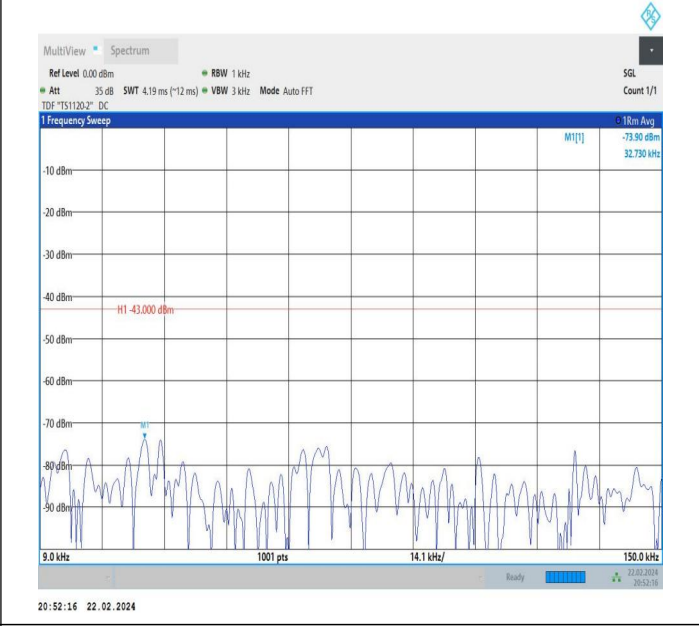 R S
MultiView Spectrum
Ref Level 0.00 dBm RBW 1 kHz SGL
Att 35 dB SWT 4.19 ms (~12 ms) VBW 3 kHz Mode Auto FFT Count 1/1
TDF "TS1120-2" DC
1 Frequency Sweep 1Rm Avg
M1[1] -73.90 dBm
32.730 kHz
-10 dBm
-20 dBm
-30 dBm
-40 dBm
H1 -43.000 dBm
-50 dBm
-60 dBm
-70 dBm
M1
-80 dBm
-90 dBm
9.0 kHz 1001 pts 14.1 kHz/ 150.0 kHz
Ready 22.02.2024
20:52:16
20:52:16 22.02.2024